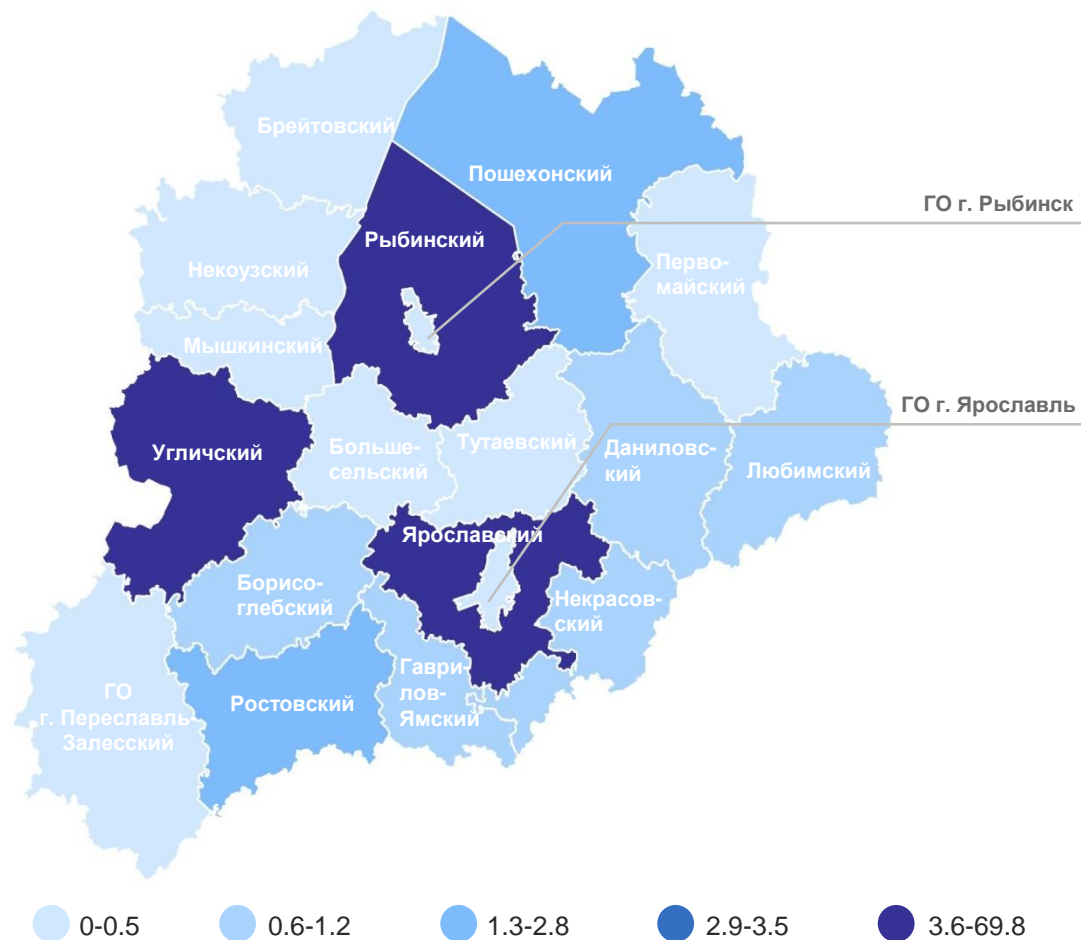 Брейтовский
Пошехонский
ГО г. Рыбинск
Рыбинский
Некоузский
Перво-
майский
Мышкинский
ГО г. Ярославль
Угличский
Больше-
сельский
Тутаевский
Даниловс-
кий
Любимский
Ярославский
Борисо-
глебский
Некрасов-
ский
Гаври-
лов-
Ямский
ГО
г. Переславль-
Залесский
Ростовский
0-0.5
0.6-1.2
1.3-2.8
2.9-3.5
3.6-69.8